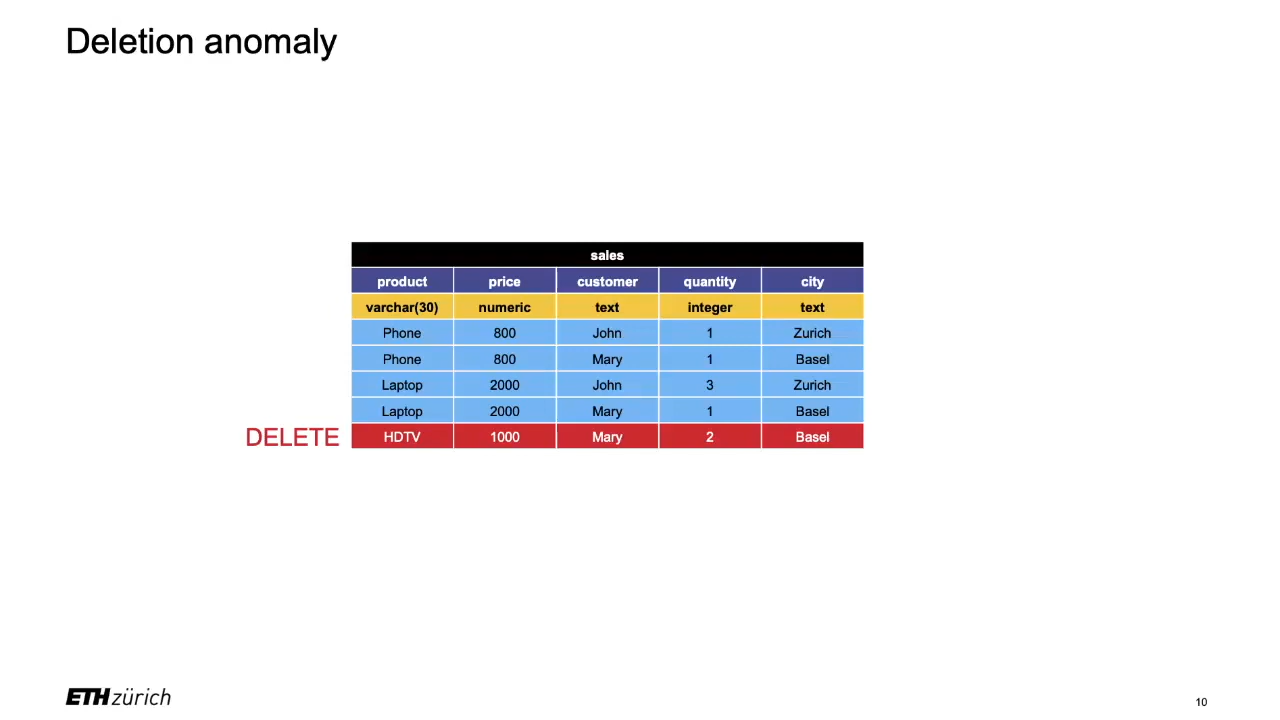 Deletion anomaly
sales
product price customer quantity city
varchar(30) numeric text integer text
Phone 800 John 1 Zurich
Phone 800 Mary 1 Basel
Laptop 2000 John 3 Zurich
Laptop 2000 Mary 1 Basel
DELETE HDTV 1000 Mary 2 Basel
ETH zürich
10